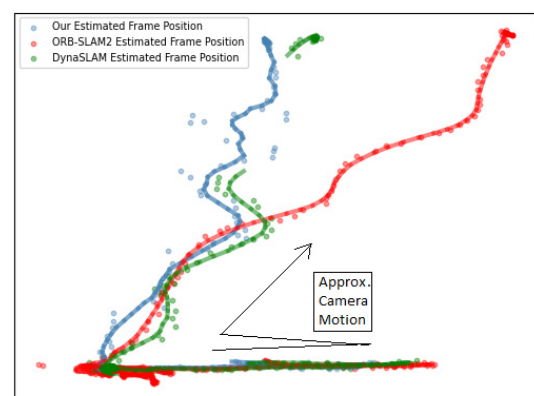 Our Estimated Frame Position
ORB-SLAM2 Estimated Frame Position
DynaSLAM Estimated Frame Position
Approx.
Camera
Motion